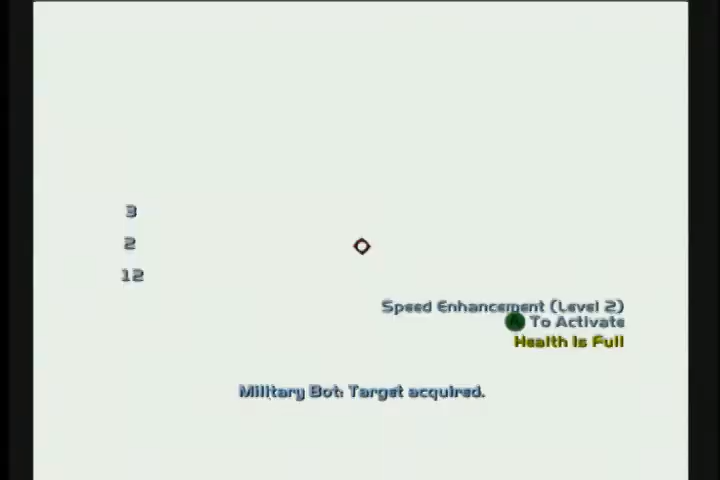 3
2
12
Speed Enhancement (Level 2)
A To Activate
Health Is Full
Military Bot: Target acquired.